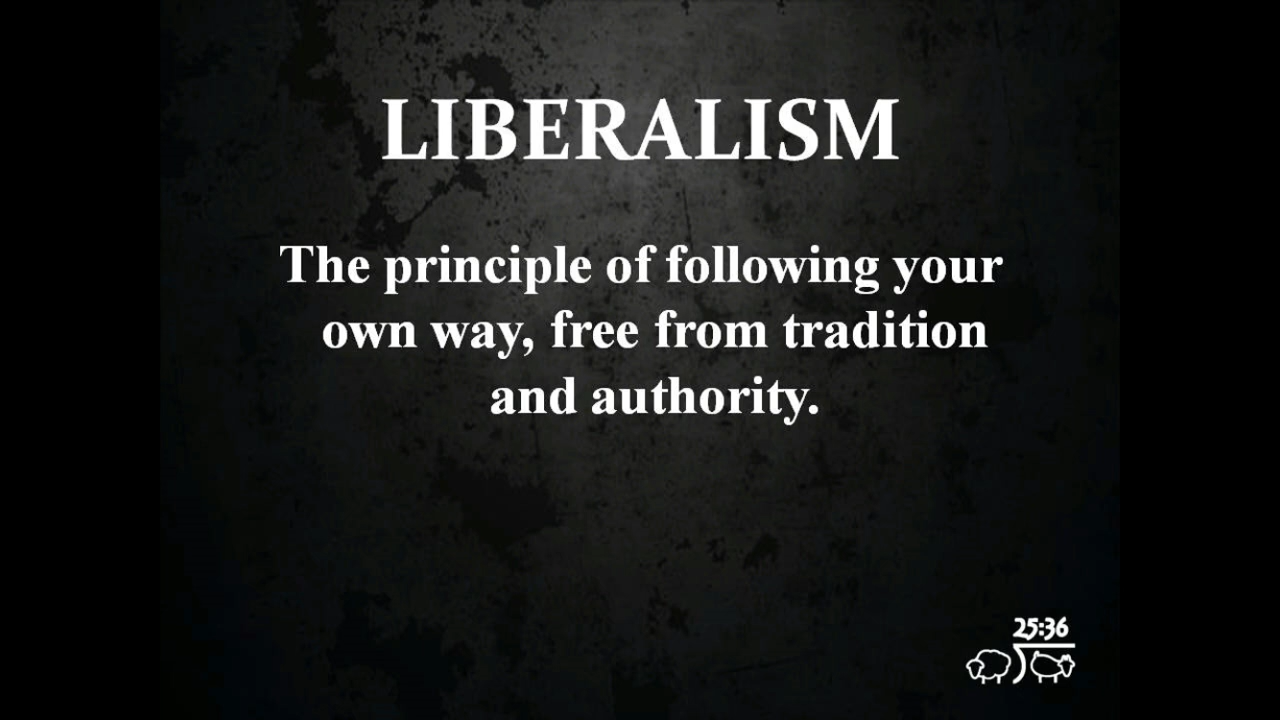 LIBERALISM
The principle of following your
own way, free from tradition
and authority.
25:36